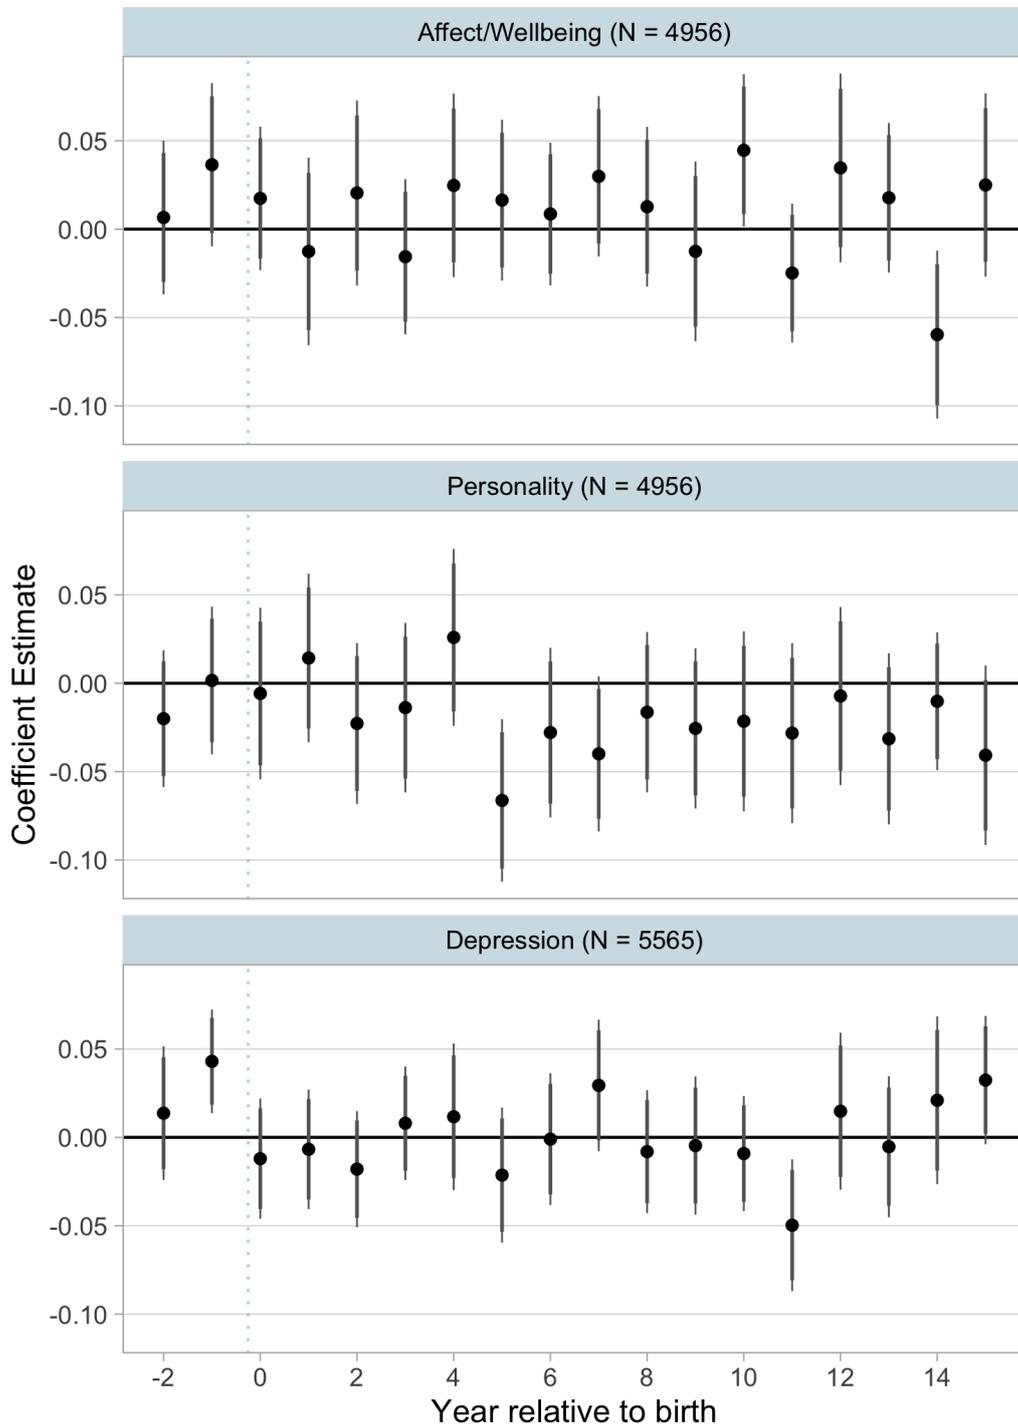 Affect/Wellbeing (N = 4956)
0.05
0.00
-0.05
-0.10
Personality (N = 4956)
0.05
0.00
-0.05
-0.10
Coefficient Estimate
Depression (N = 5565)
0.05
0.00
-0.05
-0.10
-2 0 2 4 6 8 10 12 14
Year relative to birth